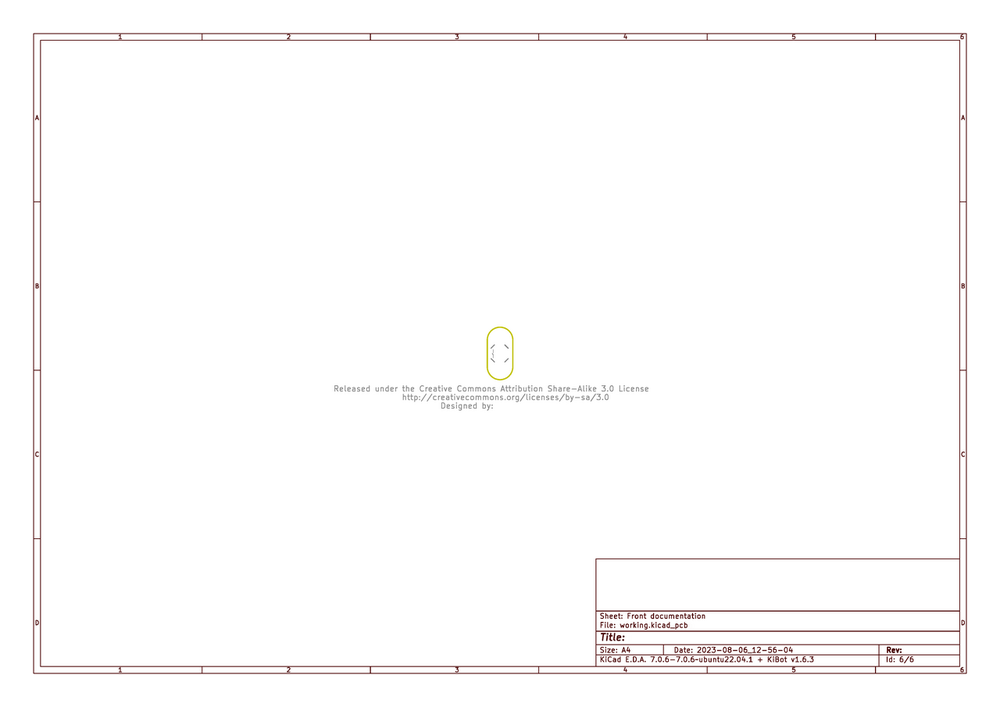 1 2 3 4 5 6
A A
B B
Released under the Creative Commons Attribution Share-Alike 3.0 License
http://creativecommons.org/licenses/by-sa/3.0
Designed by:
C C
Sheet: Front documentation
File: working.kicad_pcb
D D
Title:
Size: A4 Date: 2023-08-06_12-56-04 Rev:
KiCad E.D.A. 7.0.6-7.0.6-ubuntu22.04.1 + KiBot v1.6.3 Id: 6/6
1 2 3 4 5 6